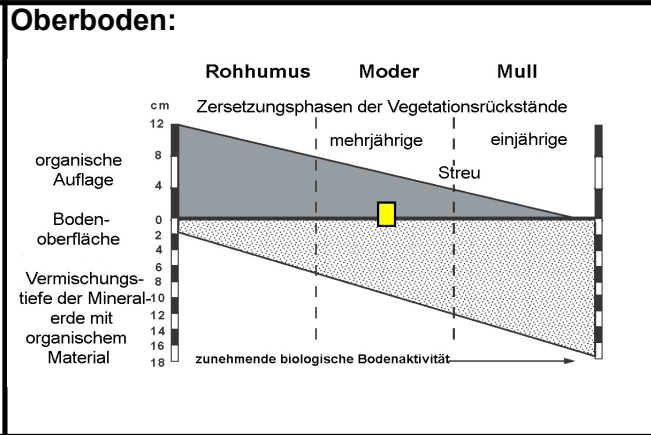 Oberboden:
Rohhumus Moder Mull
cm
Zersetzungsphasen der Vegetationsrückstände
12
mehrjährige einjährige
organische
Auflage
8
Streu
4
Boden-
oberfläche
0
2
4
Vermischungs-
tiefe der Mineral-
erde mit
organischem
Material
6
8
10
12
14
16
18
zunehmende biologische Bodenaktivität